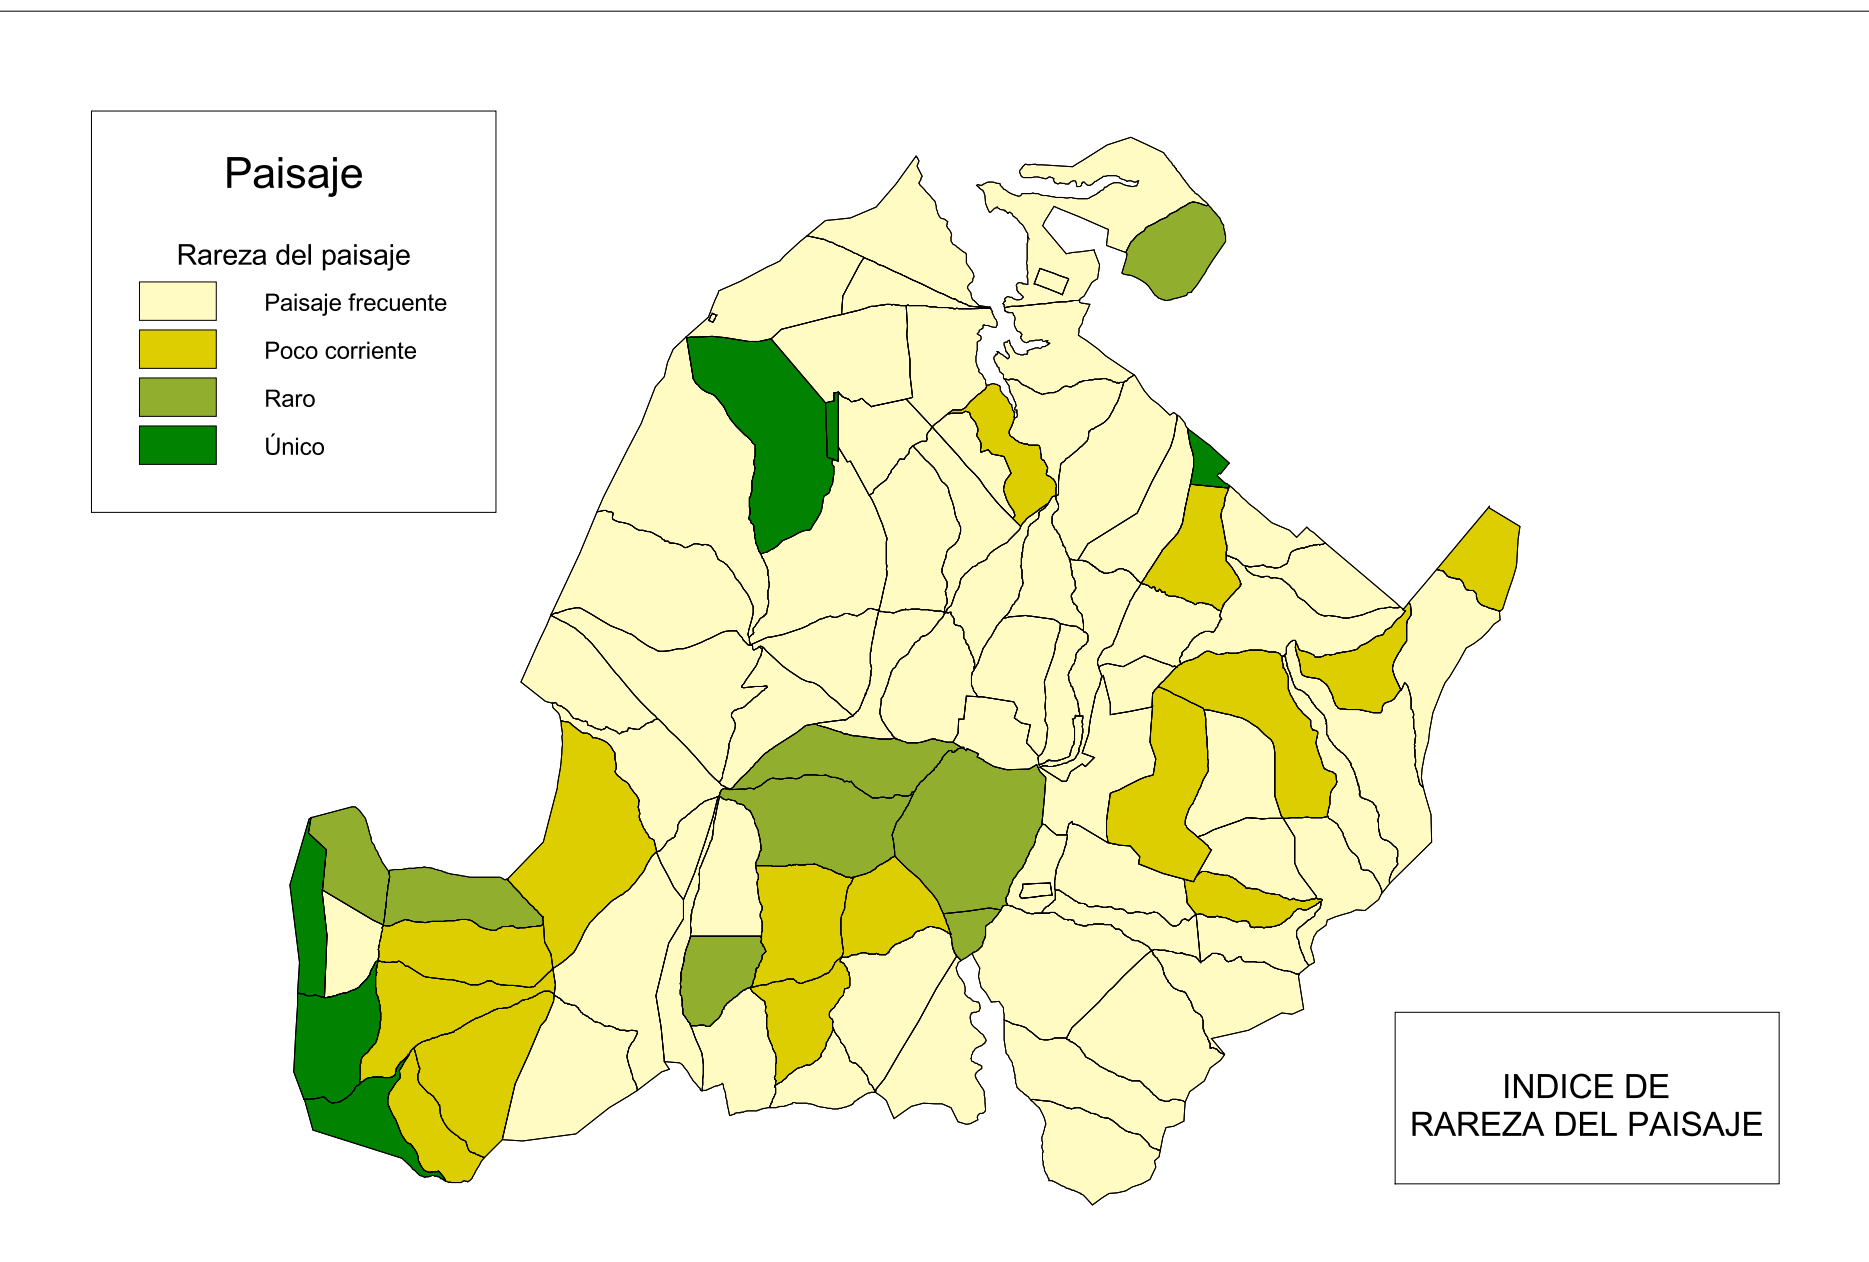 Paisaje
Rareza del paisaje
Paisaje frecuente
Poco corriente
Raro
Único
INDICE DE
RAREZA DEL PAISAJE